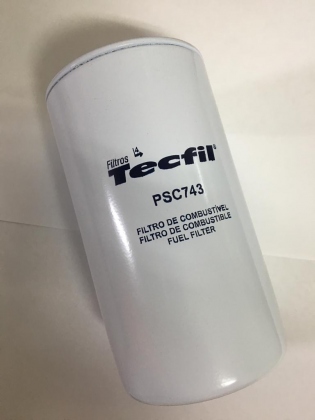 Filtros
Tecfil
PSC743
FILTRO DE COMBUSTÍVEL
FILTRO DE COMBUSTIBLE
FUEL FILTER